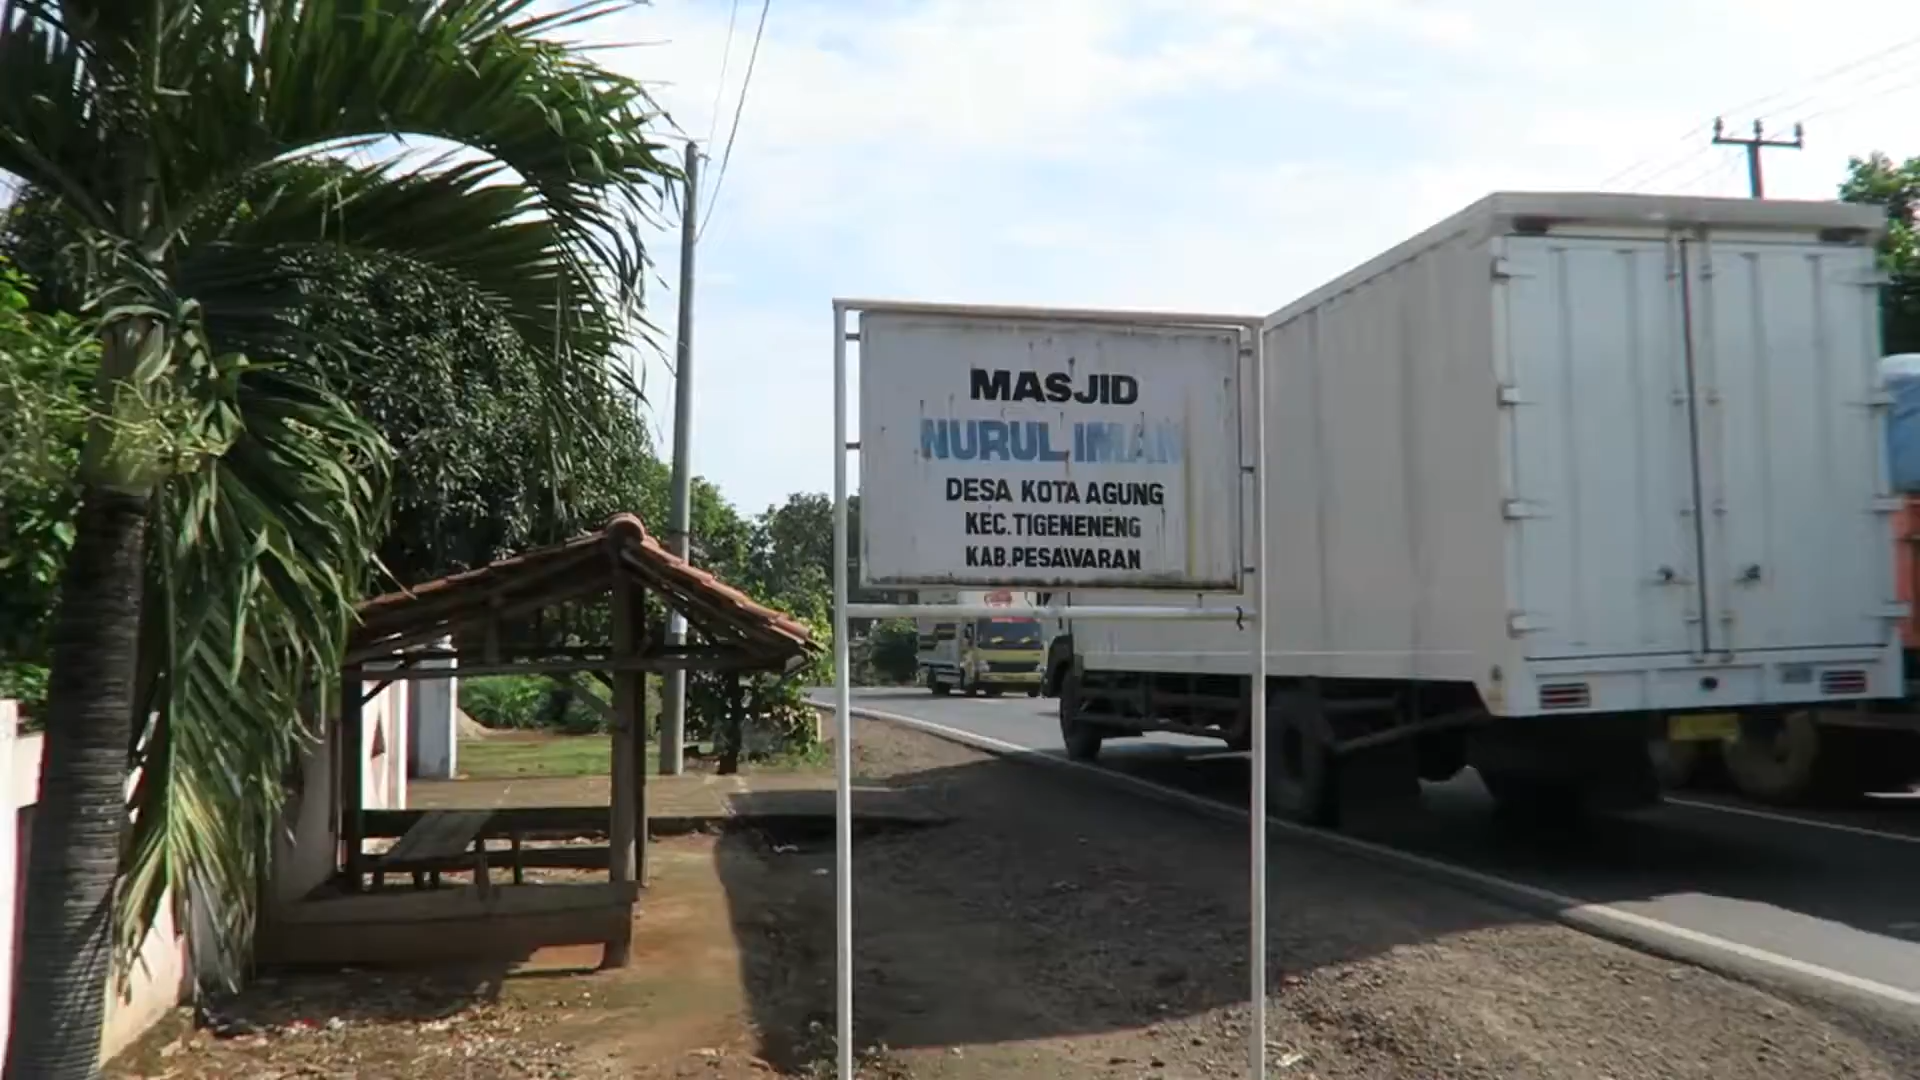 MASJID
NURUL IMAN
DESA KOTA AGUNG
KEC.TIGENENENG
KAB.PESAWARAN